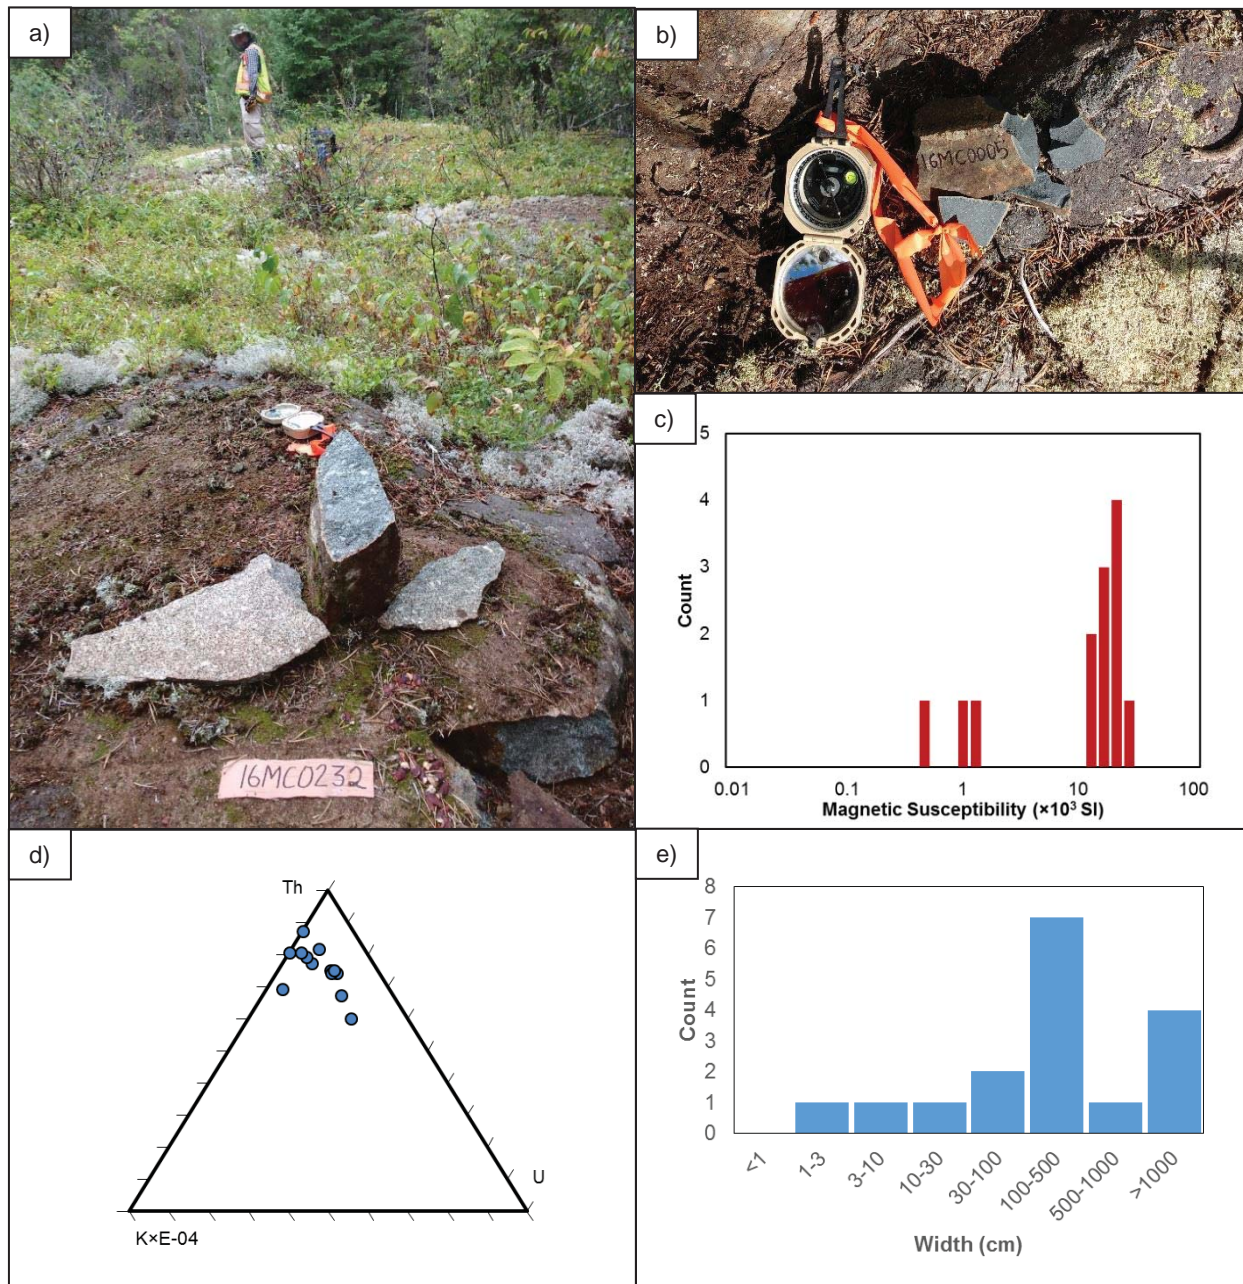 a)
16MC0232
b)
16MC0005
c)
5
4
3
2
1
0
Count
0.01 0.1 1 10 100
Magnetic Susceptibility (×10³ SI)
d)
Th
U
K×E-04
e)
8
7
6
5
4
3
2
1
0
Count
<1 1-3 3-10 10-30 30-100 100-500 500-1000 >1000
Width (cm)